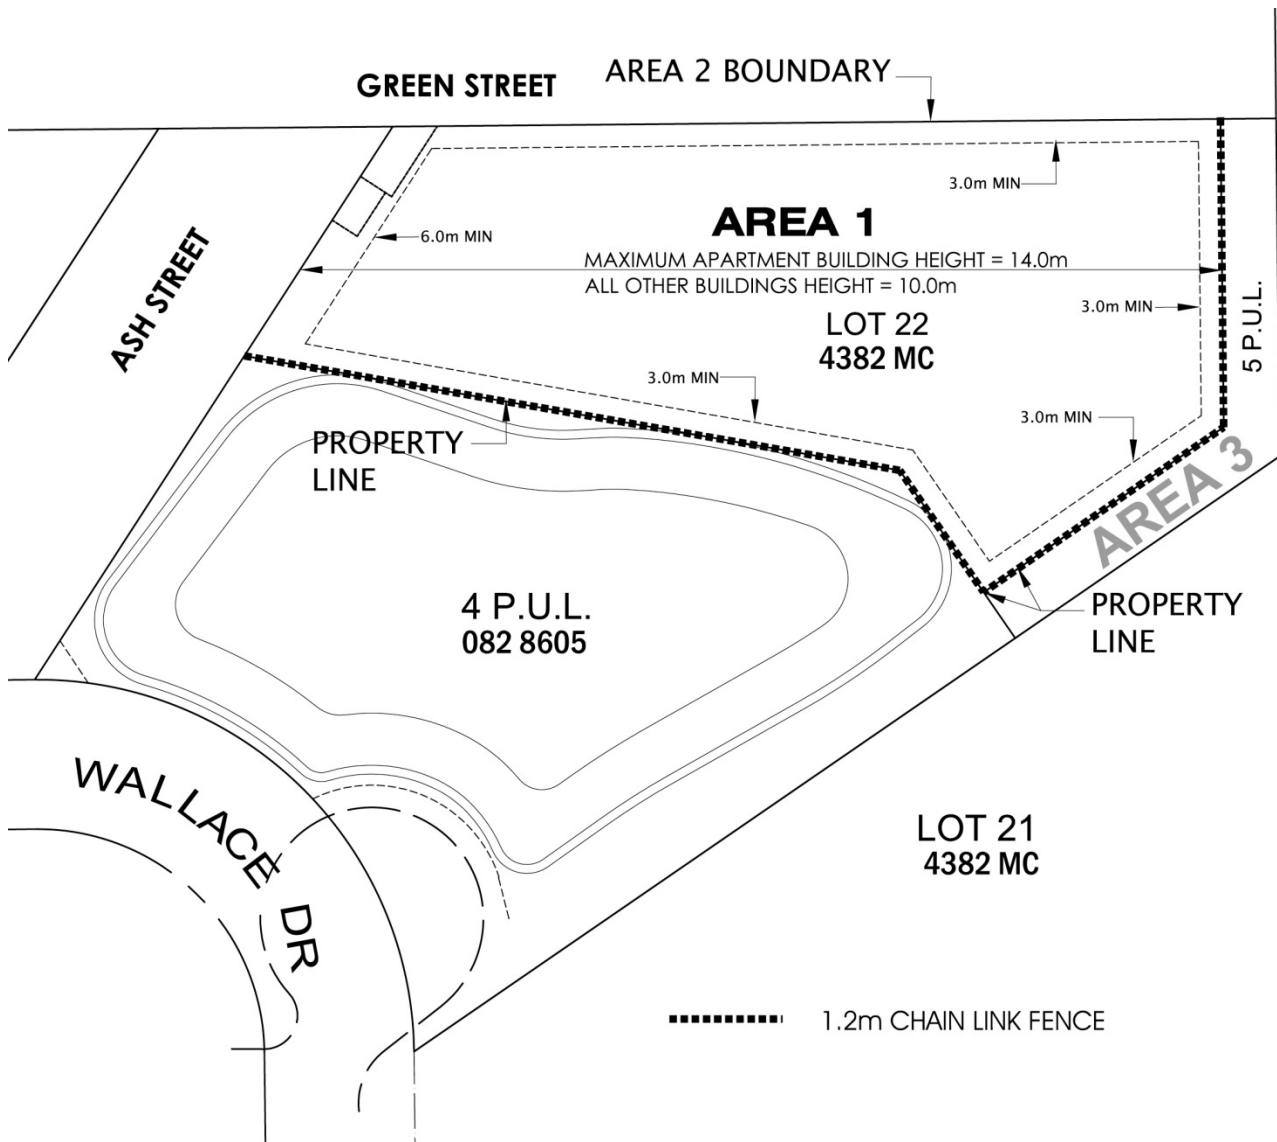 GREEN STREET
AREA 2 BOUNDARY
3.0m MIN
AREA 1
6.0m MIN
MAXIMUM APARTMENT BUILDING HEIGHT = 14.0m
ALL OTHER BUILDINGS HEIGHT = 10.0m
ASH STREET
3.0m MIN
LOT 22
4382 MC
5 P.U.L.
3.0m MIN
3.0m MIN
PROPERTY
LINE
AREA 3
4 P.U.L.
082 8605
PROPERTY
LINE
WALLACE DR
LOT 21
4382 MC
1.2m CHAIN LINK FENCE